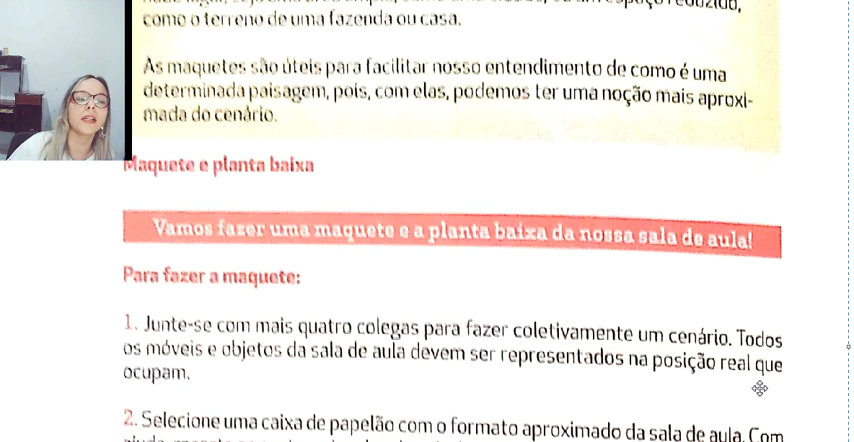 como o terreno de uma fazenda ou casa.
As maquetes são úteis para facilitar nosso entendimento de como é uma
determinada paisagem, pois, com elas, podemos ter uma noção mais aproxi-
mada do cenário.
Maquete e planta baixa
Vamos fazer uma maquete e a planta baixa da nossa sala de aula!
Para fazer a maquete:
1. Junte-se com mais quatro colegas para fazer coletivamente um cenário. Todos
os móveis e objetos da sala de aula devem ser representados na posição real que
ocupam.
2. Selecione uma caixa de papelão com o formato aproximado da sala de aula. Com